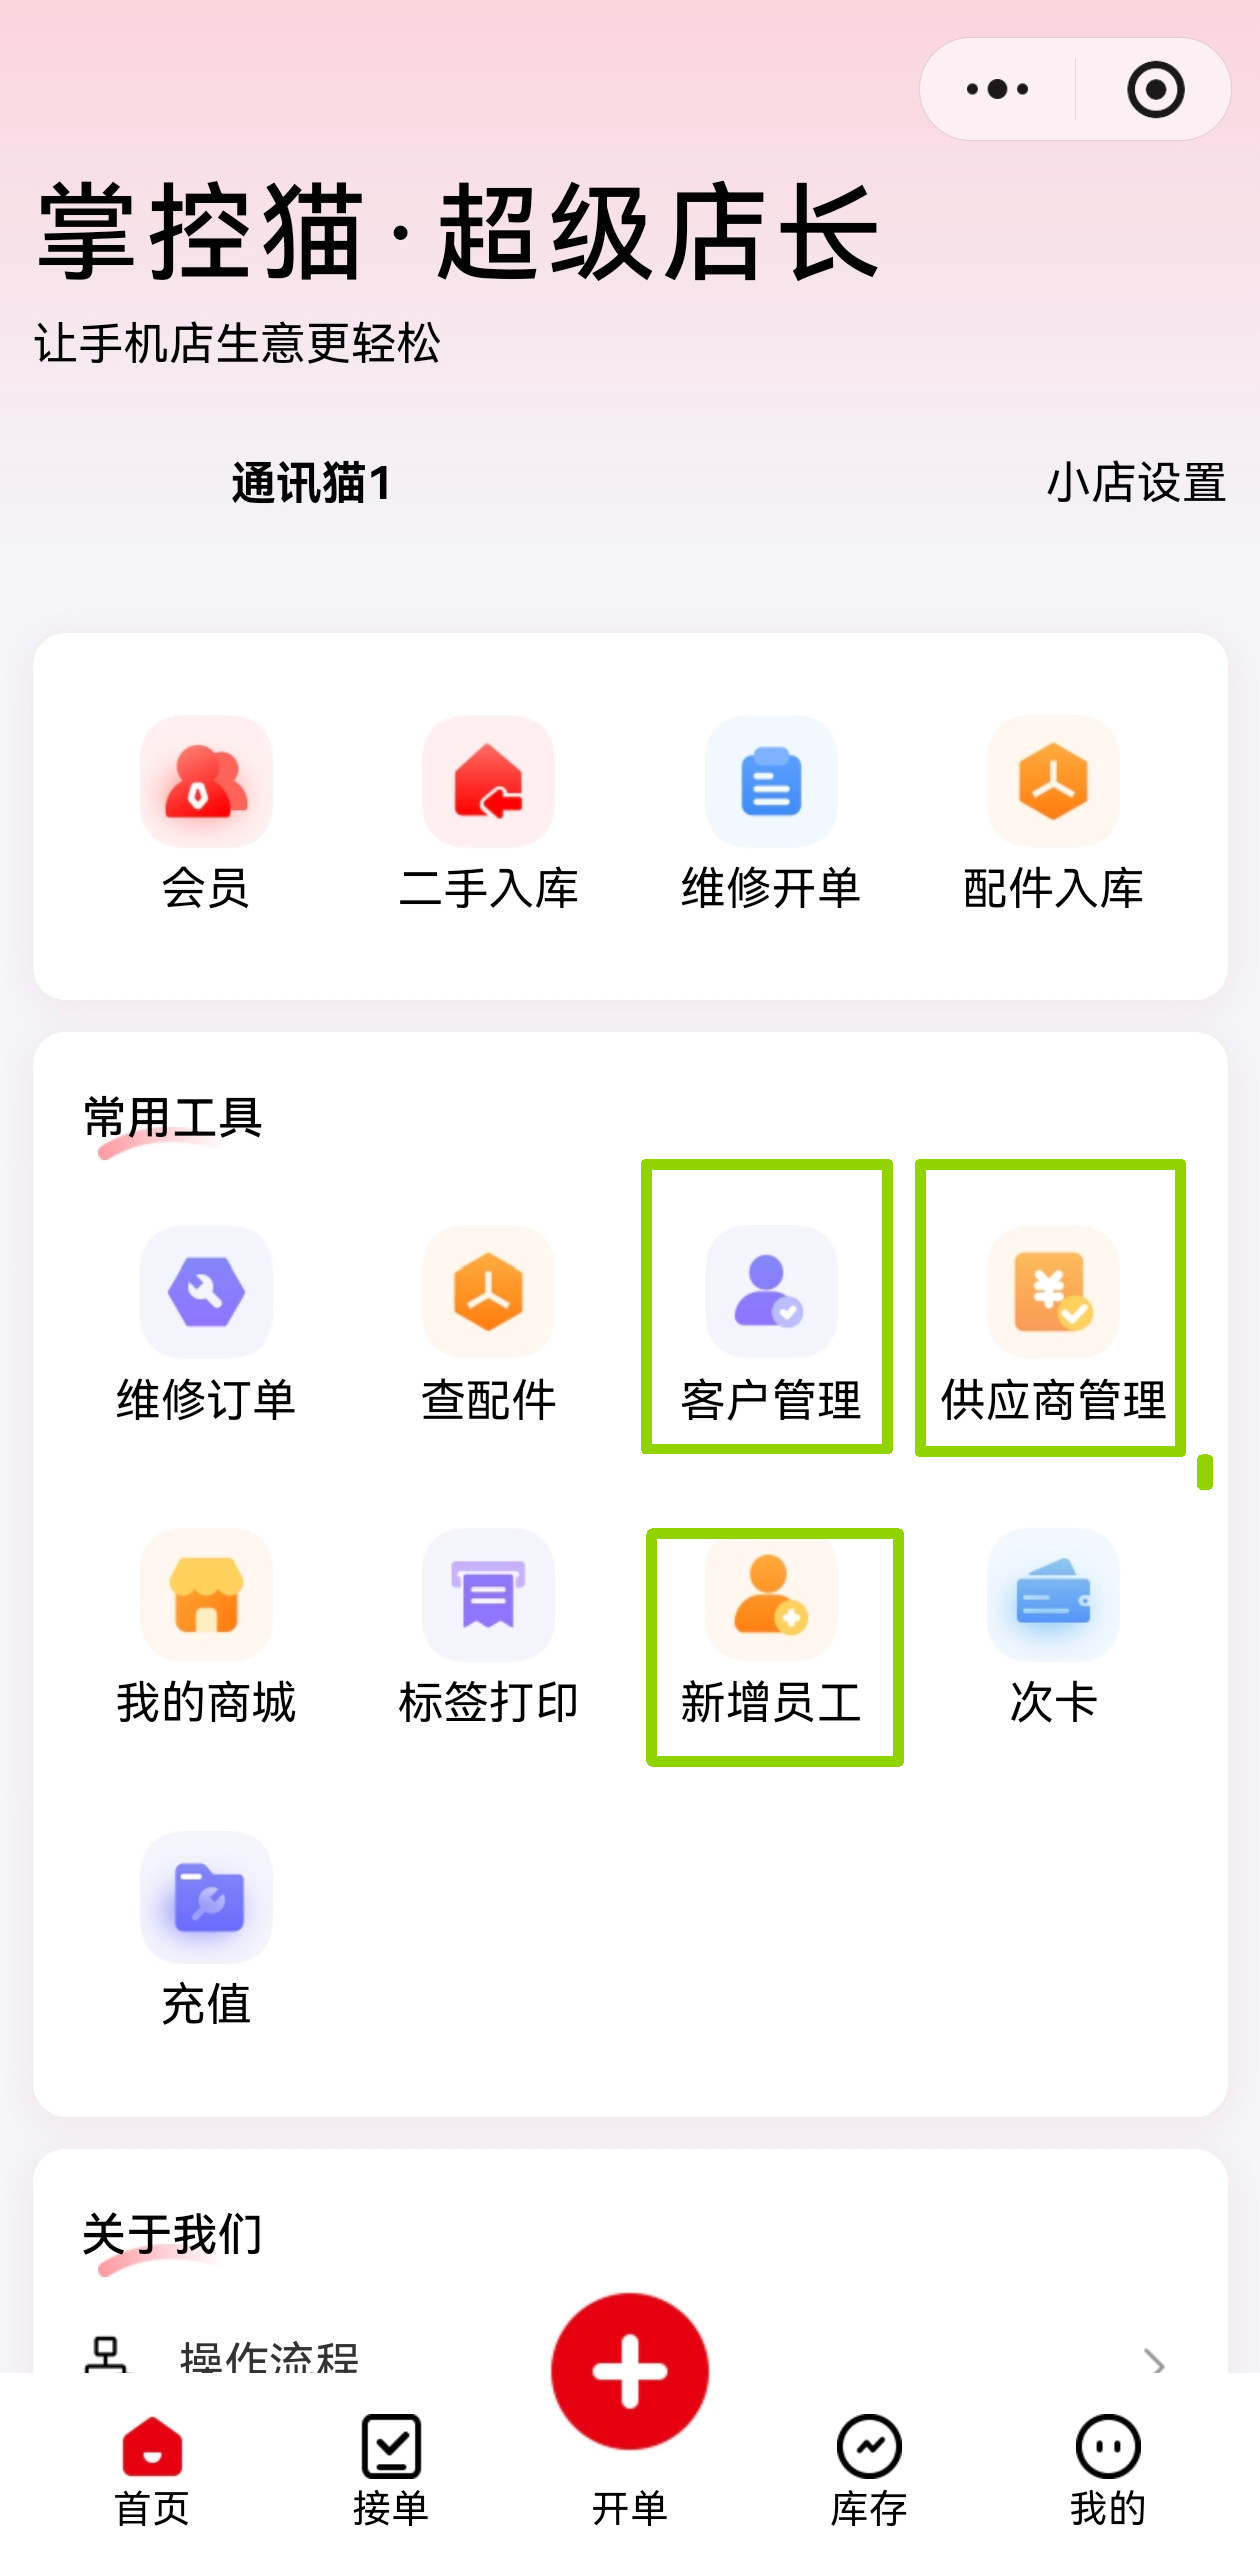 掌控猫·超级店长
让手机店生意更轻松
通讯猫1 小店设置
会员 二手入库 维修开单 配件入库
常用工具
维修订单 查配件 客户管理 供应商管理
我的商城 标签打印 新增员工 次卡
充值
关于我们
操作流程
首页 接单 开单 库存 我的